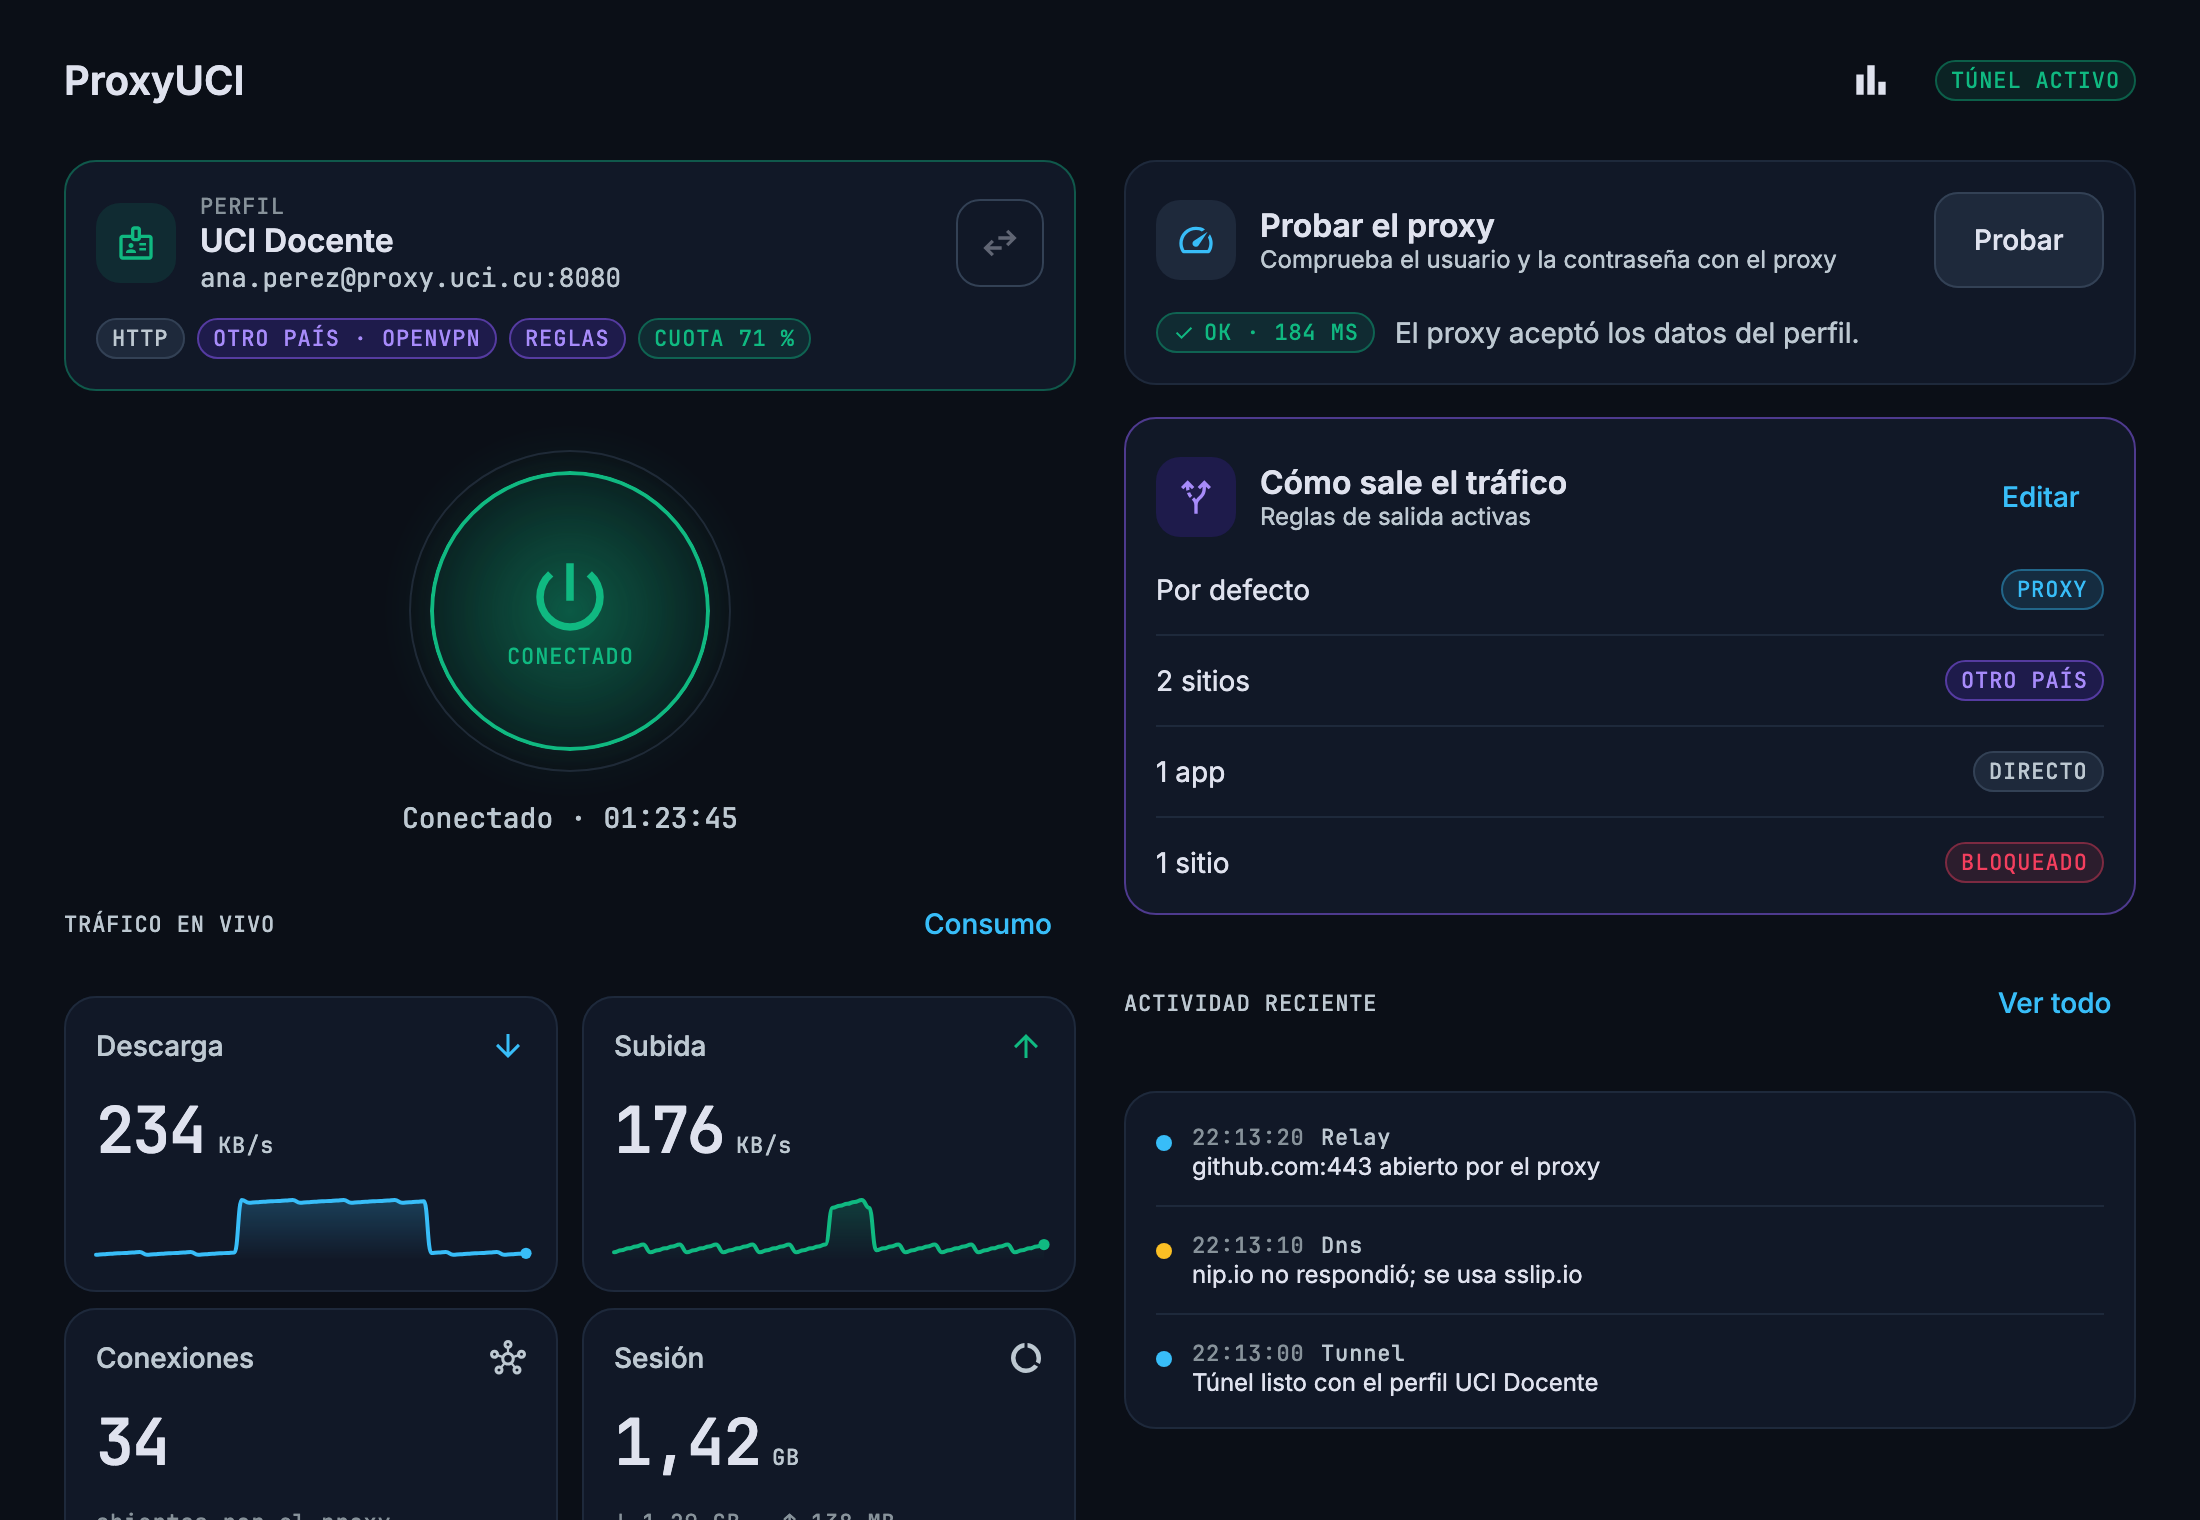 ProxyUCI
TÚNEL ACTIVO
PERFIL
UCI Docente
ana.perez@proxy.uci.cu:8080
HTTP
OTRO PAÍS · OPENVPN
REGLAS
CUOTA 71 %
CONECTADO
Conectado · 01:23:45
TRÁFICO EN VIVO
Consumo
Descarga
234 KB/s
Subida
176 KB/s
Conexiones
34
Sesión
1,42 GB
Probar el proxy
Comprueba el usuario y la contraseña con el proxy
Probar
OK · 184 MS
El proxy aceptó los datos del perfil.
Cómo sale el tráfico
Reglas de salida activas
Editar
Por defecto
PROXY
2 sitios
OTRO PAÍS
1 app
DIRECTO
1 sitio
BLOQUEADO
ACTIVIDAD RECIENTE
Ver todo
22:13:20 Relay
github.com:443 abierto por el proxy
22:13:10 Dns
nip.io no respondió; se usa sslip.io
22:13:00 Tunnel
Túnel listo con el perfil UCI Docente